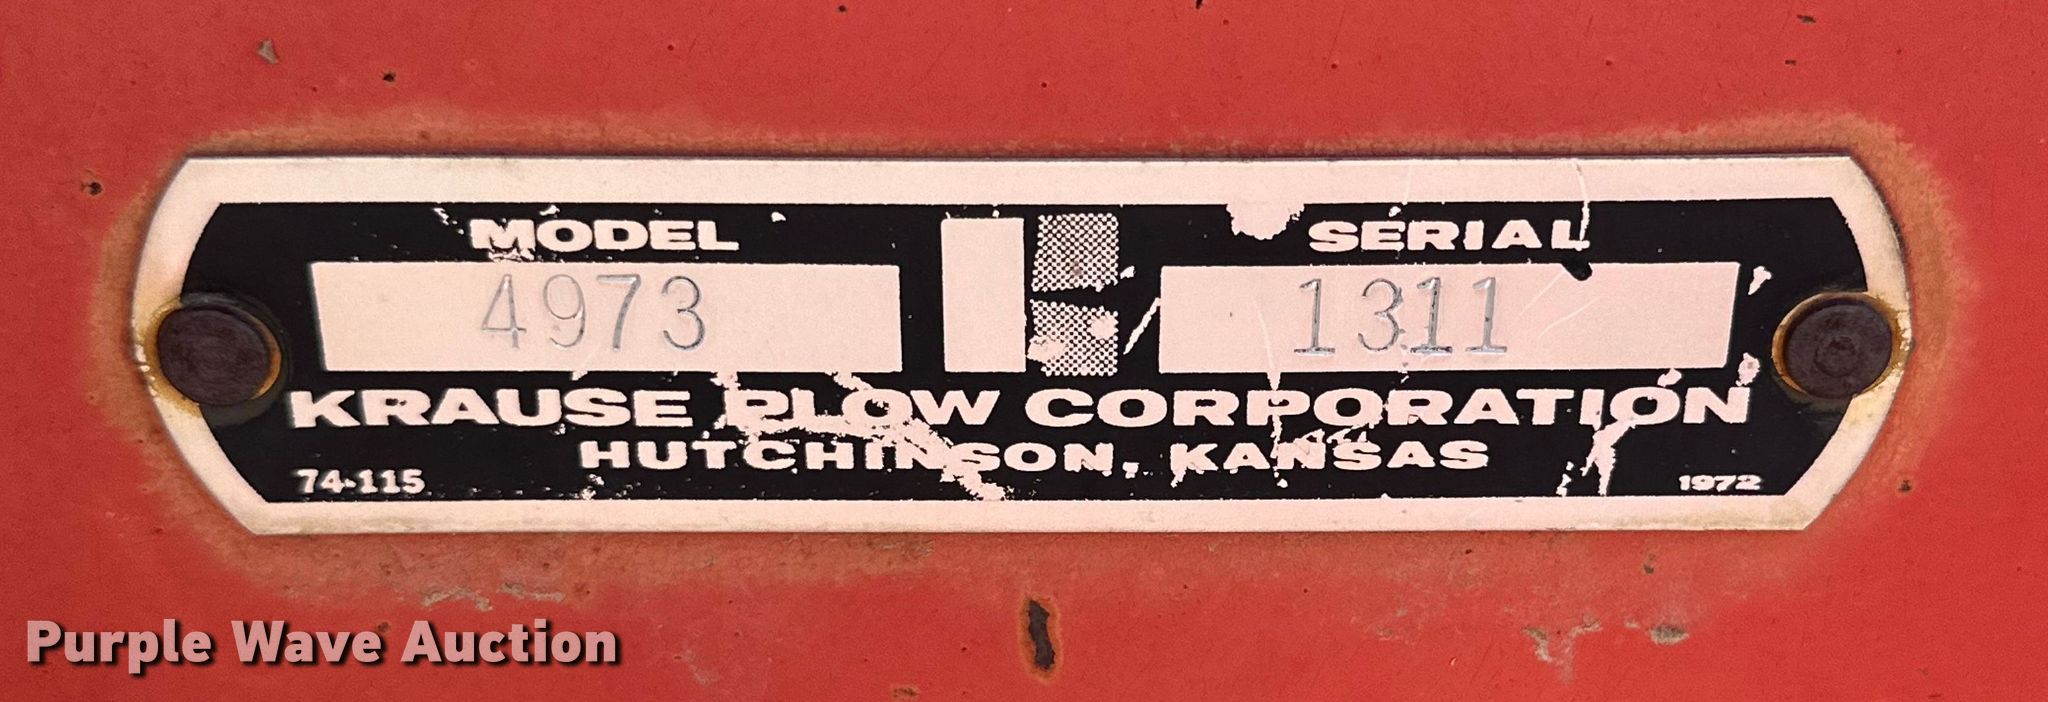 MODEL
SERIAL
4973
1311
KRAUSE PLOW CORPORATION
HUTCHINSON, KANSAS
74-115
1972
Purple Wave Auction